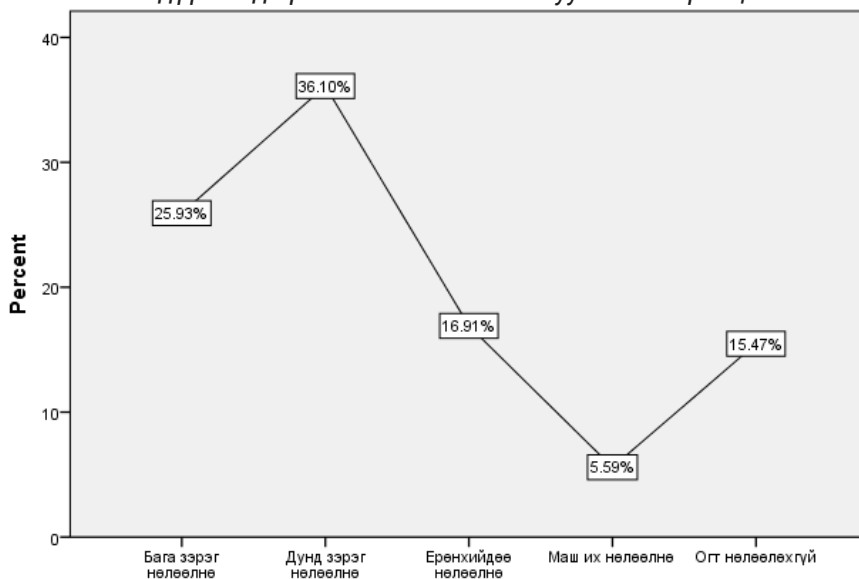 40
36.10%
30
25.93%
Percent
20
16.91%
15.47%
10
5.59%
0
Бага зэрэг
нөлөөлнө
Дунд зэрэг
нөлөөлнө
Ерөнхийдөө
нөлөөлнө
Маш их нөлөөлнө
Огт нөлөөлөхгүй